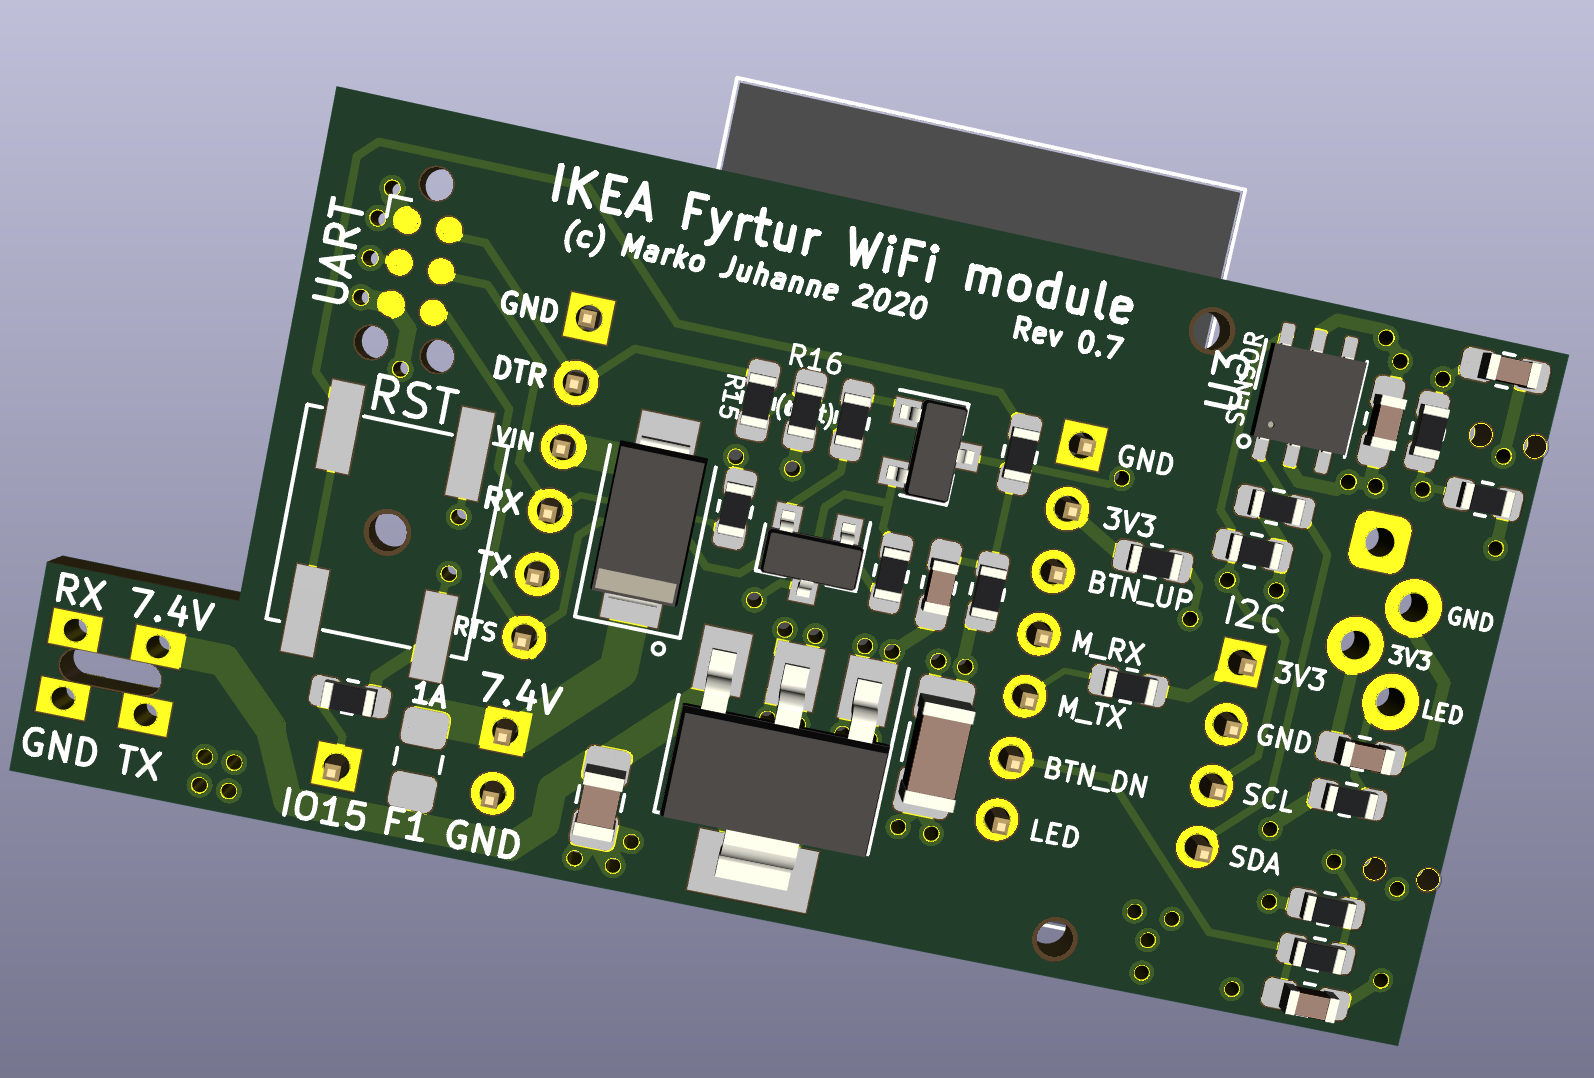 IKEA Fyrtur WiFi module
(c) Marko Juhanne 2020
Rev 0.7
UART
GND
DTR
VIN
RX
TX
RTS
RST
R15
R16
U3
SENSOR
GND
3V3
BTN_UP
M_RX
M_TX
BTN_DN
LED
I2C
3V3
GND
SCL
SDA
GND
3V3
LED
RX 7.4V
GND TX
1A
7.4V
IO15 F1 GND